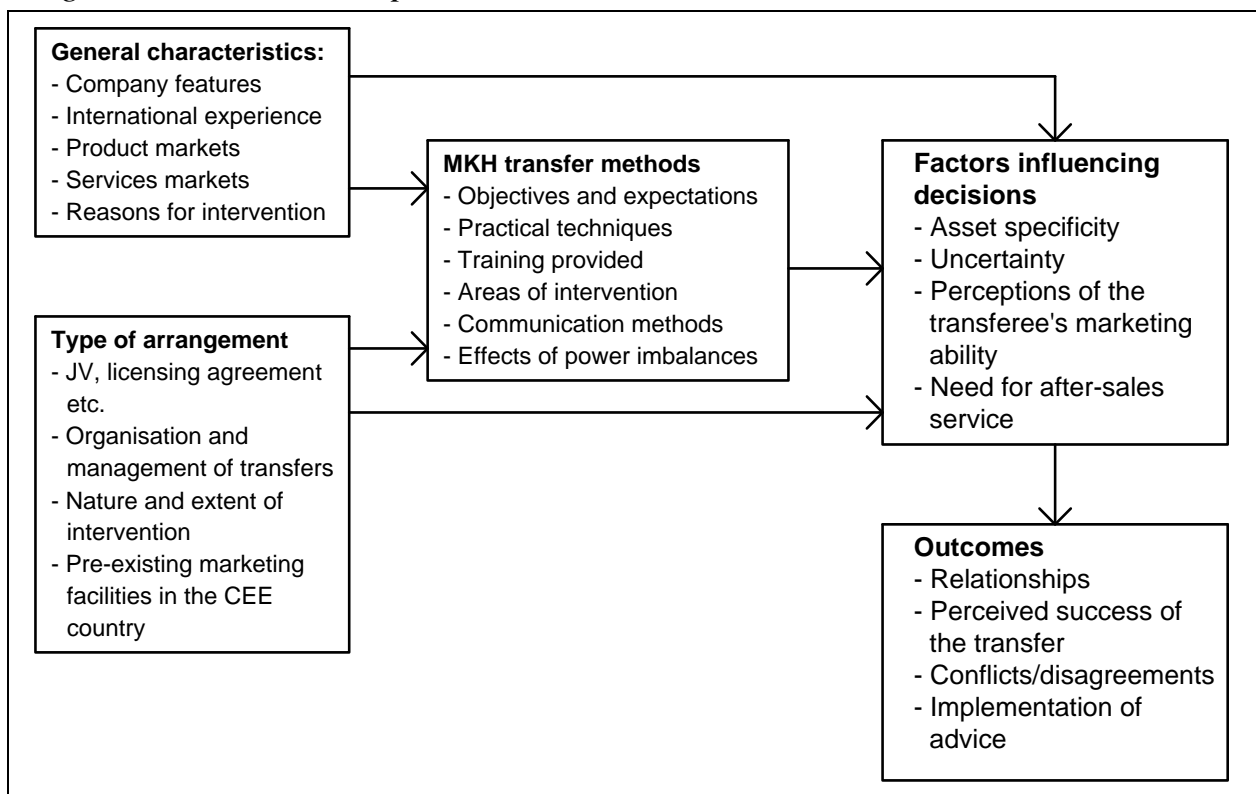 General characteristics:
- Company features
- International experience
- Product markets
- Services markets
- Reasons for intervention
Type of arrangement
- JV, licensing agreement
etc.
- Organisation and
management of transfers
- Nature and extent of
intervention
- Pre-existing marketing
facilities in the CEE
country
MKH transfer methods
- Objectives and expectations
- Practical techniques
- Training provided
- Areas of intervention
- Communication methods
- Effects of power imbalances
Factors influencing
decisions
- Asset specificity
- Uncertainty
- Perceptions of the
transferee's marketing
ability
- Need for after-sales
service
Outcomes
- Relationships
- Perceived success of
the transfer
- Conflicts/disagreements
- Implementation of
advice